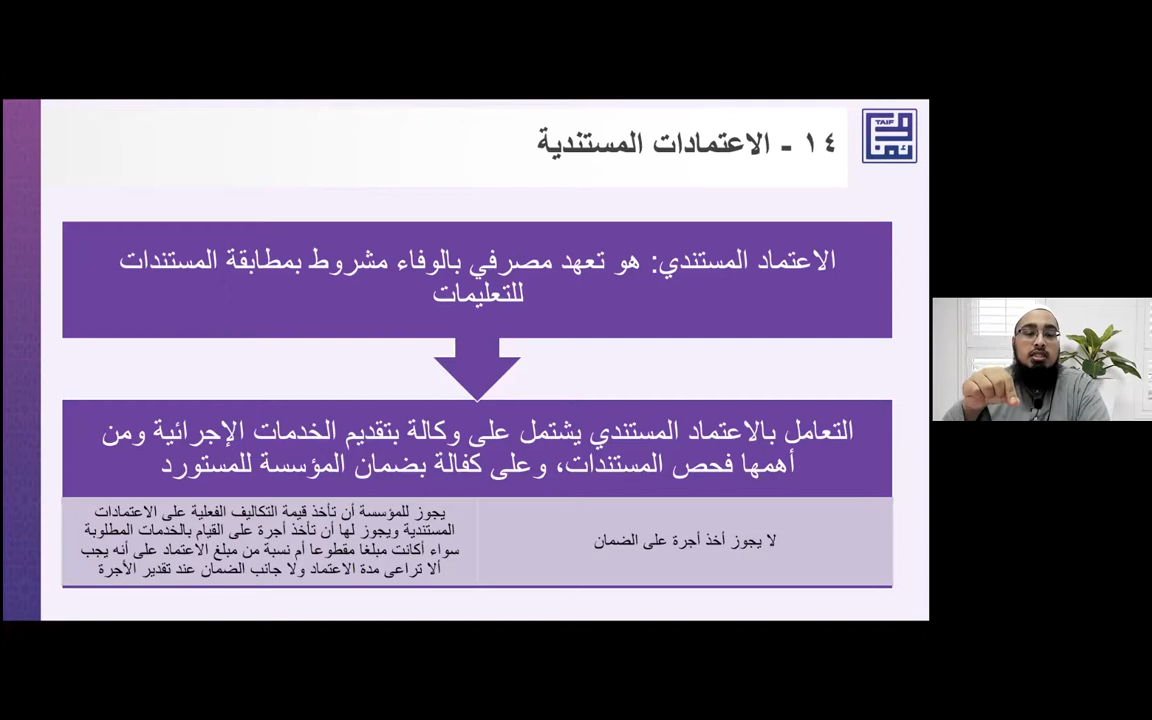 ١٤ - الاعتمادات المستندية
TAIF
الاعتماد المستندي: هو تعهد مصرفي بالوفاء مشروط بمطابقة المستندات
للتعليمات
التعامل بالاعتماد المستندي يشتمل على وكالة بتقديم الخدمات الإجرائية ومن
أهمها فحص المستندات، وعلى كفالة بضمان المؤسسة للمستورد
لا يجوز أخذ أجرة على الضمان
يجوز للمؤسسة أن تأخذ قيمة التكاليف الفعلية على الاعتمادات
المستندية ويجوز لها أن تأخذ أجرة على القيام بالخدمات المطلوبة
سواء أكانت مبلغا مقطوعا أم نسبة من مبلغ الاعتماد على أنه يجب
ألا تراعى مدة الاعتماد ولا جانب الضمان عند تقدير الأجرة